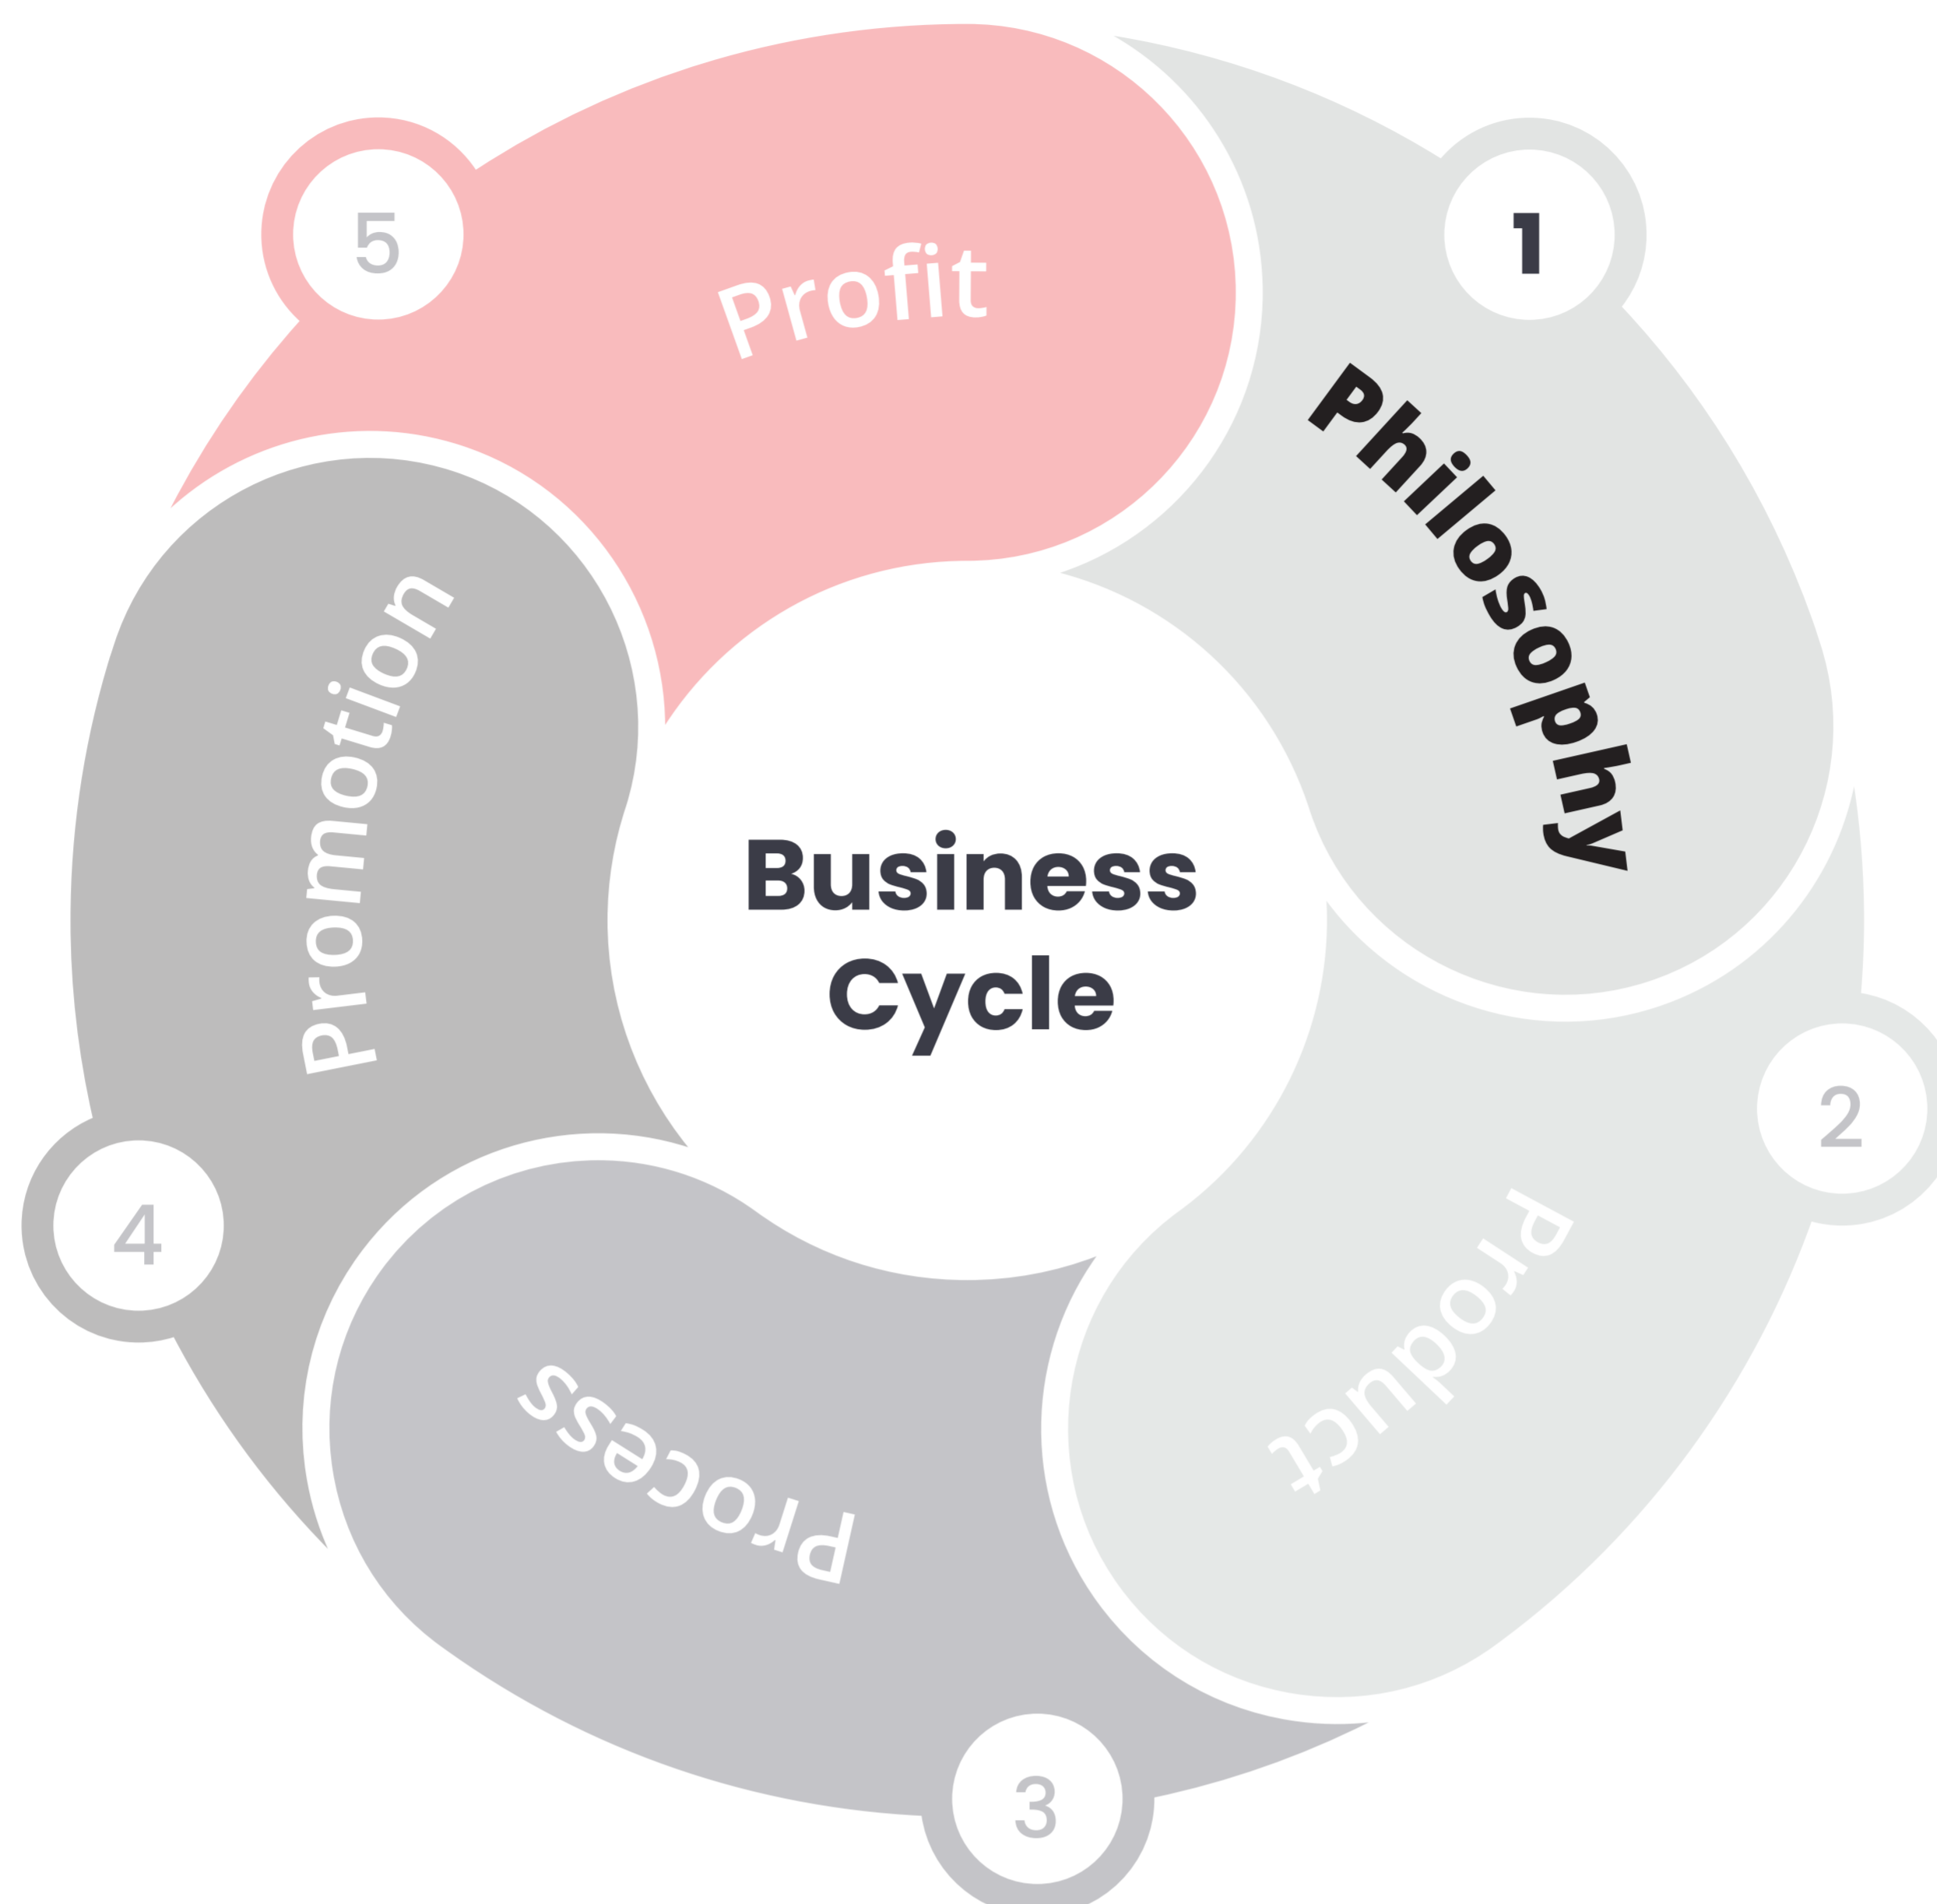 Business
Cycle
1
Philosophy
2
Product
3
Process
4
Promotion
5
Profit